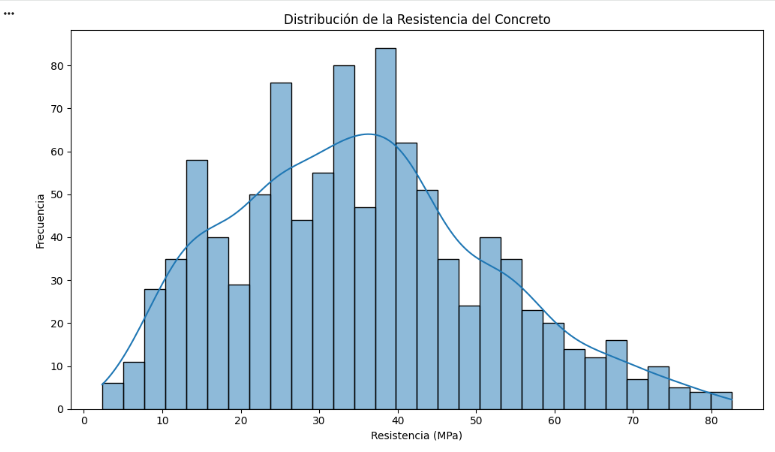 ...
Distribución de la Resistencia del Concreto
Frecuencia
80
70
60
50
40
30
20
10
0
0 10 20 30 40 50 60 70 80
Resistencia (MPa)